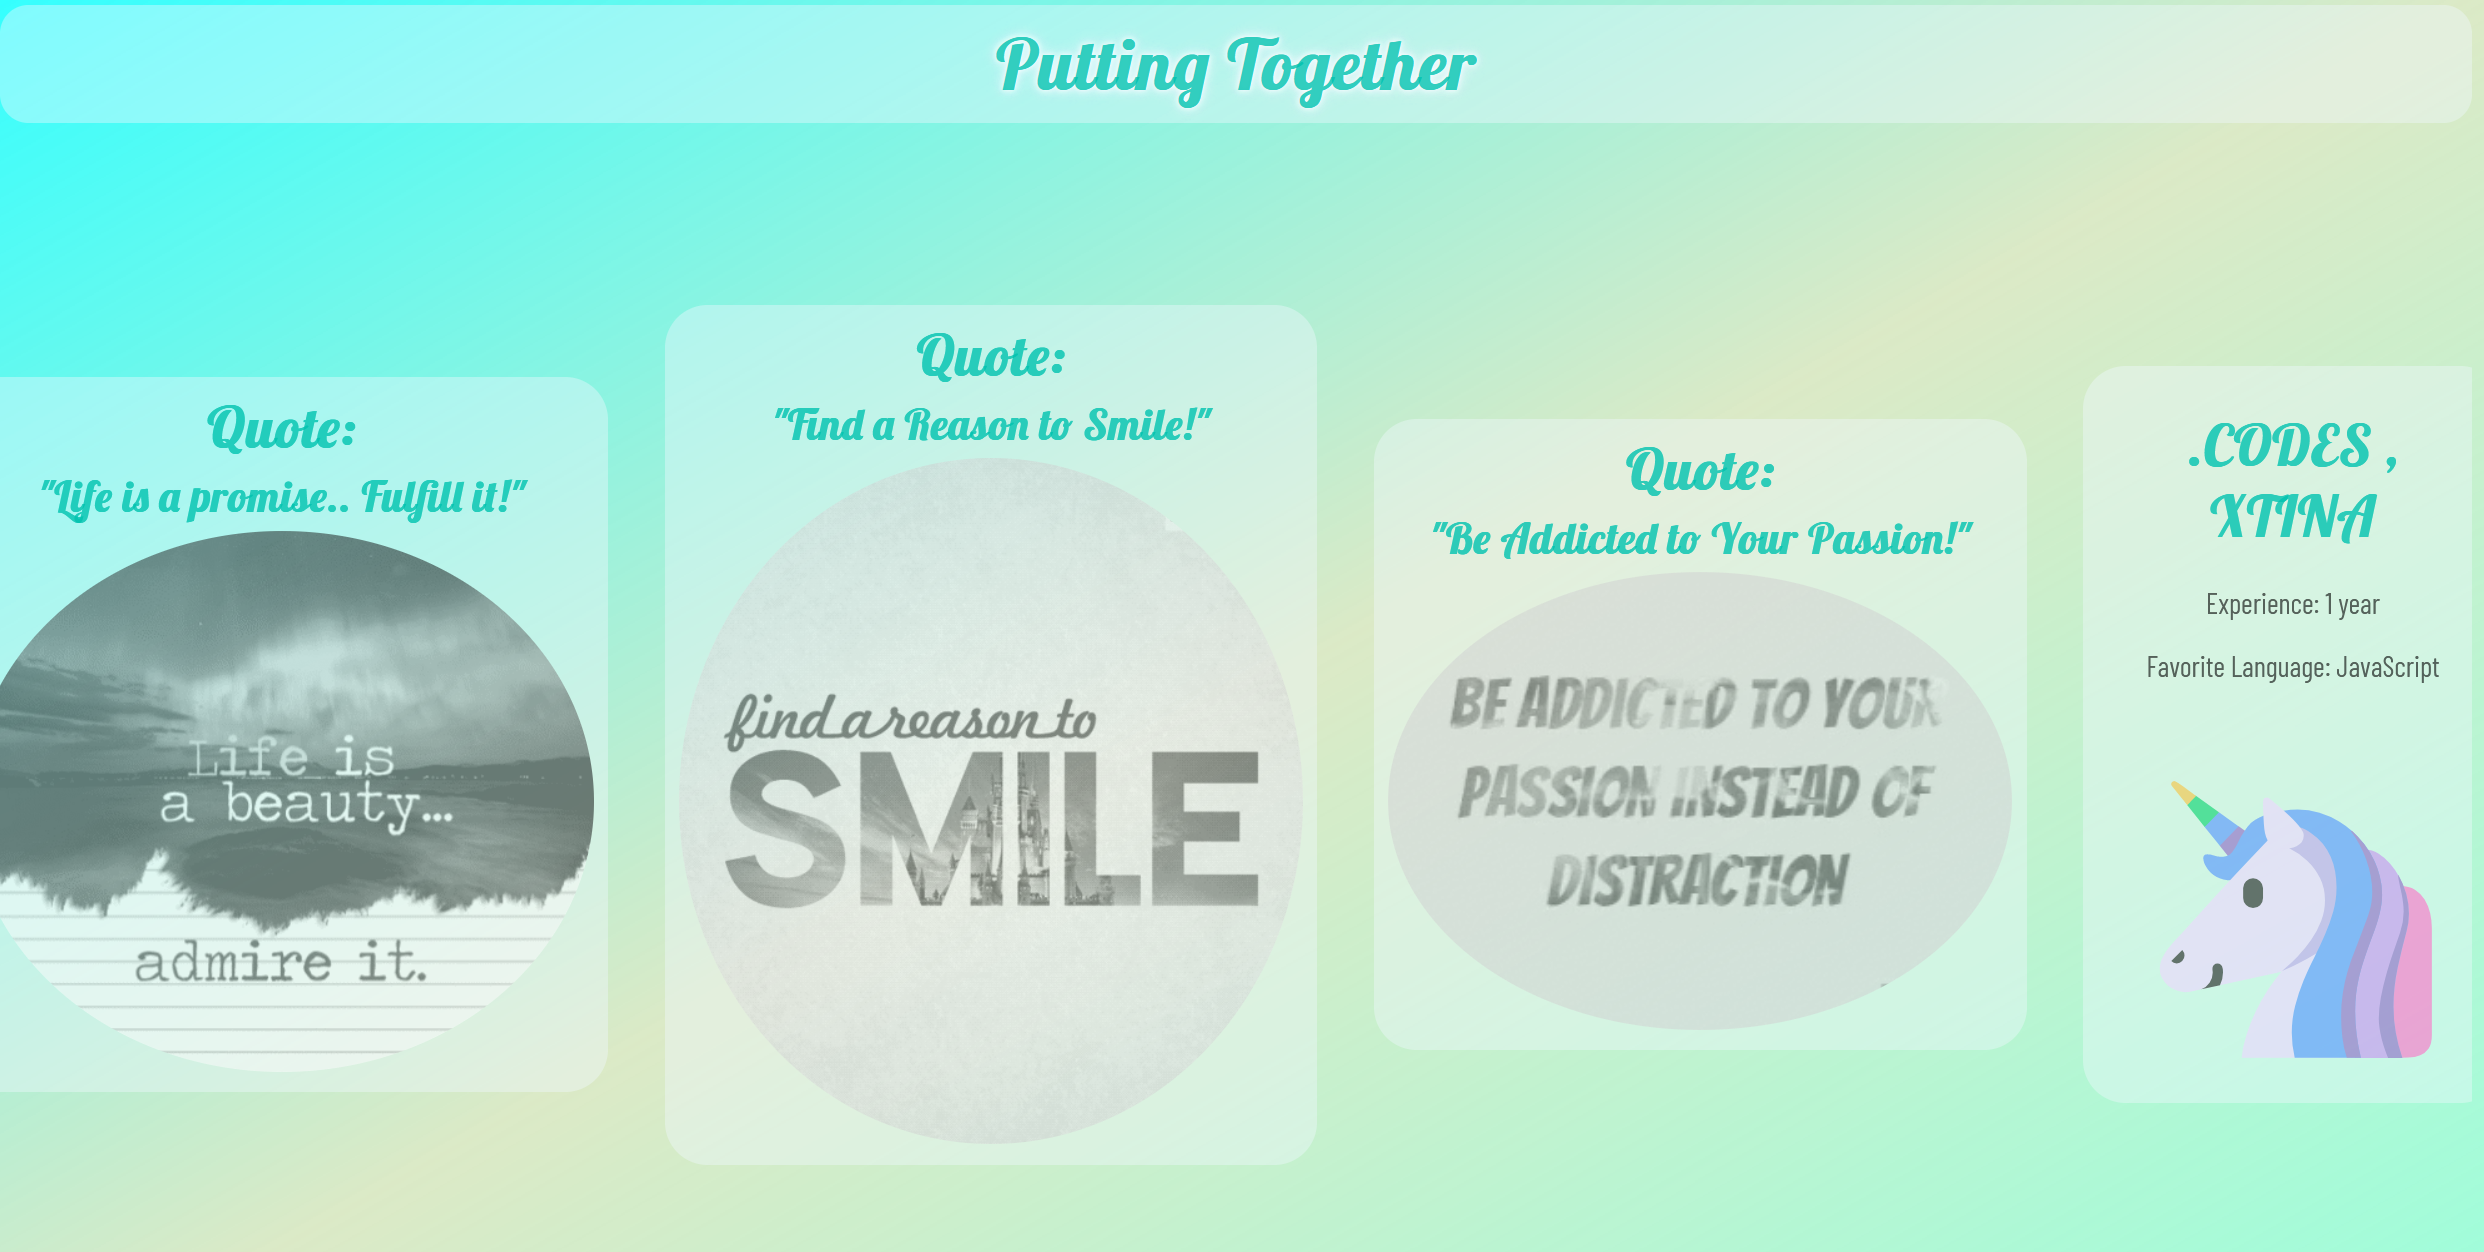 Putting Together
Quote:
"Life is a promise.. Fulfill it!"
Life is
a beauty...
admire it.
Quote:
"Find a Reason to Smile!"
find a reason to
SMILE
Quote:
"Be Addicted to Your Passion!"
BE ADDICTED TO YOUR
PASSION INSTEAD OF
DISTRACTION
.CODES ,
XTINA
Experience: 1 year
Favorite Language: JavaScript